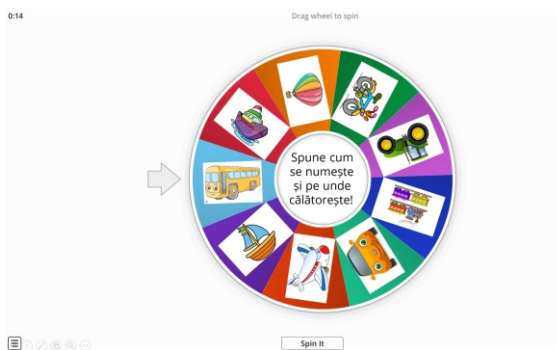 0:14
Drag wheel to spin
Spune cum
se numește
și pe unde
călătorește!
Spin It